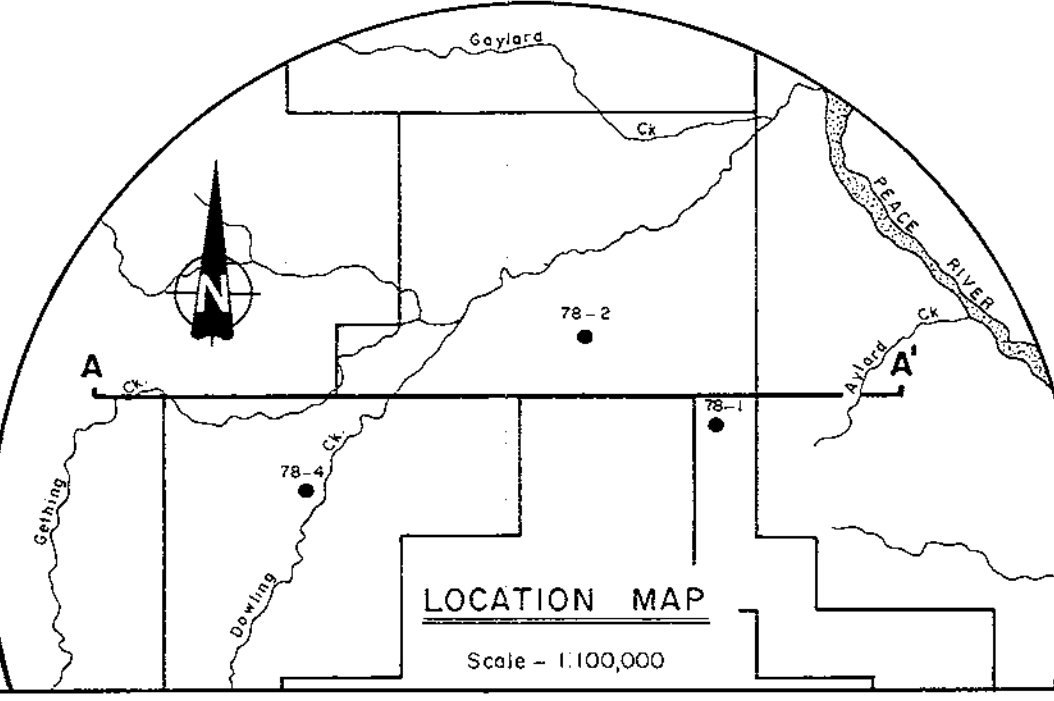 Gaylard
Ck
PEACE
RIVER
N
78-2
Ck
Aylard
A
A'
Ck.
78-1
Ck.
78-4
Gething
Dowling
LOCATION MAP
Scale - 1:100,000